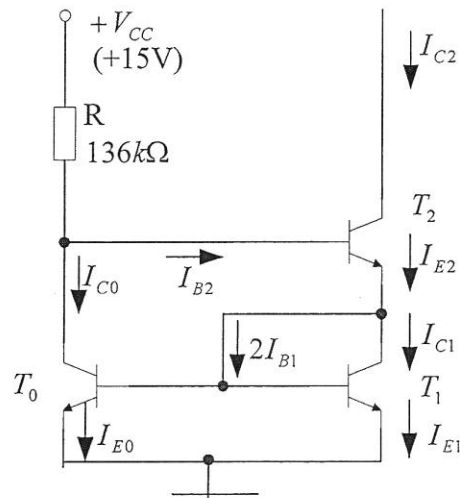 +V_CC
(+15V)
I_C2
R
136kΩ
T_2
I_C0
I_B2
I_E2
2I_B1
I_C1
T_0
T_1
I_E0
I_E1